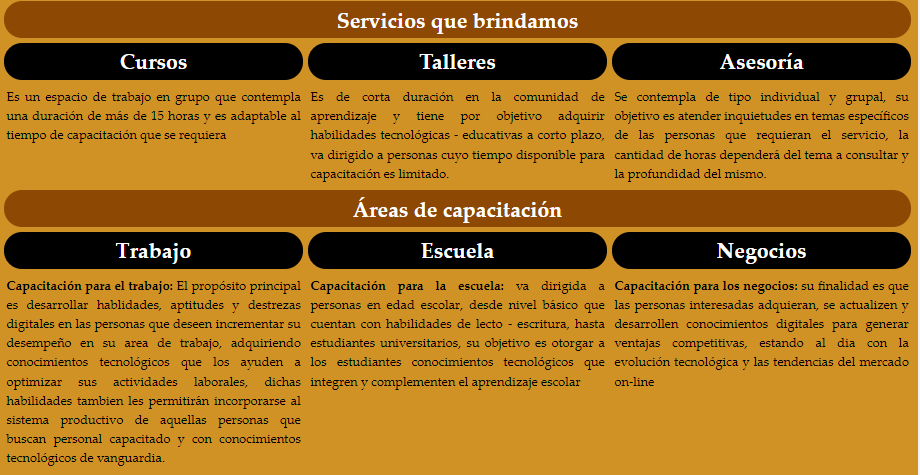 Servicios que brindamos
Cursos
Es un espacio de trabajo en grupo que contempla
una duración de más de 15 horas y es adaptable al
tiempo de capacitación que se requiera
Talleres
Es de corta duración en la comunidad de
aprendizaje y tiene por objetivo adquirir
habilidades tecnológicas - educativas a corto plazo,
va dirigido a personas cuyo tiempo disponible para
capacitación es limitado.
Asesoría
Se contempla de tipo individual y grupal, su
objetivo es atender inquietudes en temas específicos
de las personas que requieran el servicio, la
cantidad de horas dependerá del tema a consultar y
la profundidad del mismo.
Áreas de capacitación
Trabajo
Capacitación para el trabajo: El propósito principal
es desarrollar hablidades, aptitudes y destrezas
digitales en las personas que deseen incrementar su
desempeño en su area de trabajo, adquiriendo
conocimientos tecnológicos que los ayuden a
optimizar sus actividades laborales, dichas
habilidades tambien les permitirán incorporarse al
sistema productivo de aquellas personas que
buscan personal capacitado y con conocimientos
tecnológicos de vanguardia.
Escuela
Capacitación para la escuela: va dirigida a
personas en edad escolar, desde nivel básico que
cuentan con habilidades de lecto - escritura, hasta
estudiantes universitarios, su objetivo es otorgar a
los estudiantes conocimientos tecnológicos que
integren y complementen el aprendizaje escolar
Negocios
Capacitación para los negocios: su finalidad es que
las personas interesadas adquieran, se actualizen y
desarrollen conocimientos digitales para generar
ventajas competitivas, estando al dia con la
evolución tecnológica y las tendencias del mercado
on-line